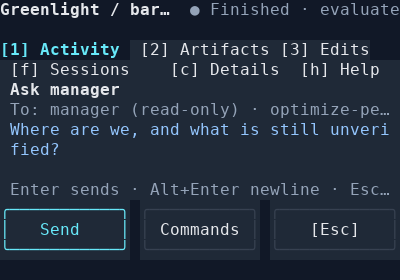 Greenlight / bar… ● Finished · evaluate
[1] Activity [2] Artifacts [3] Edits
[f] Sessions [c] Details [h] Help
Ask manager
To: manager (read-only) · optimize-pe…
Where are we, and what is still unveri
fied?
Enter sends · Alt+Enter newline · Esc…
Send Commands [Esc]